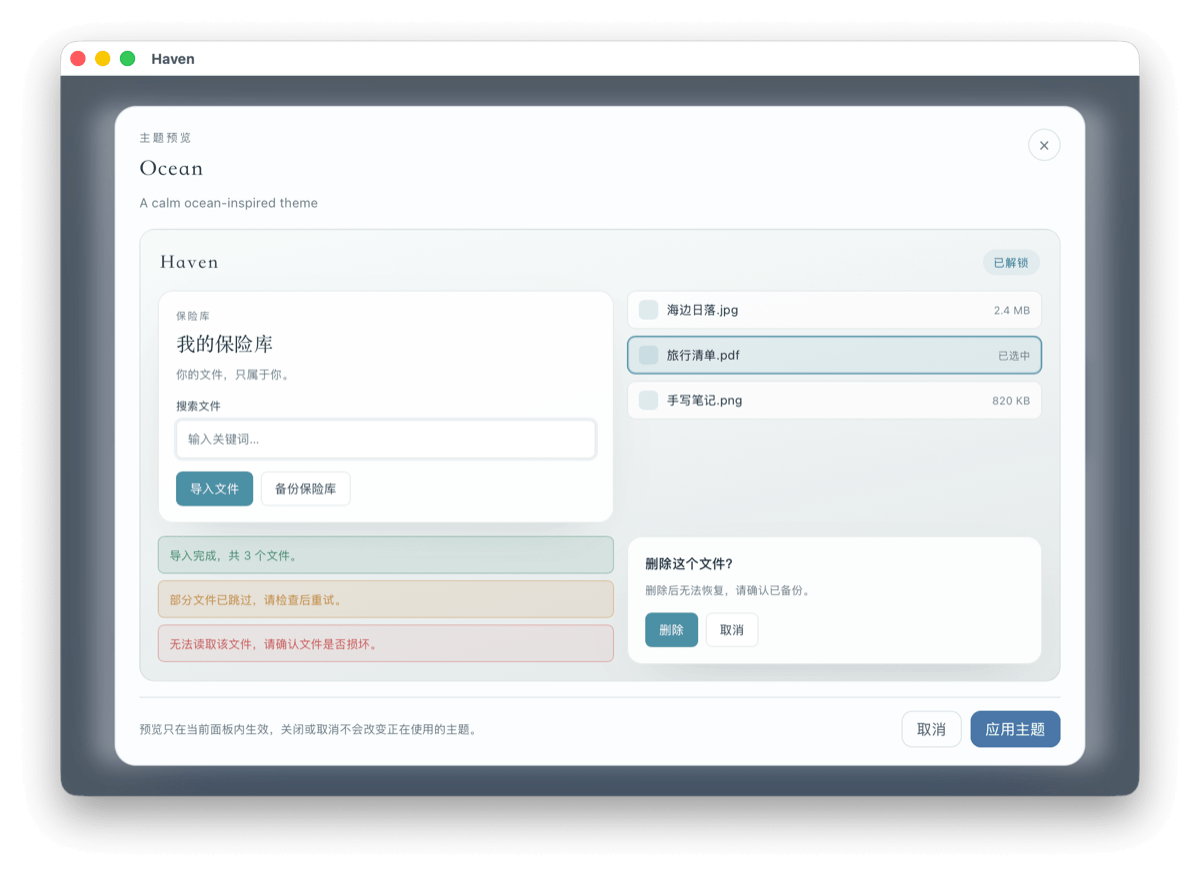 Haven
主题预览
Ocean
A calm ocean-inspired theme
Haven
已解锁
保险库
我的保险库
你的文件，只属于你。
搜索文件
输入关键词...
导入文件
备份保险库
海边日落.jpg
2.4 MB
旅行清单.pdf
已选中
手写笔记.png
820 KB
导入完成，共 3 个文件。
部分文件已跳过，请检查后重试。
无法读取该文件，请确认文件是否损坏。
删除这个文件?
删除后无法恢复，请确认已备份。
删除
取消
预览只在当前面板内生效，关闭或取消不会改变正在使用的主题。
取消
应用主题